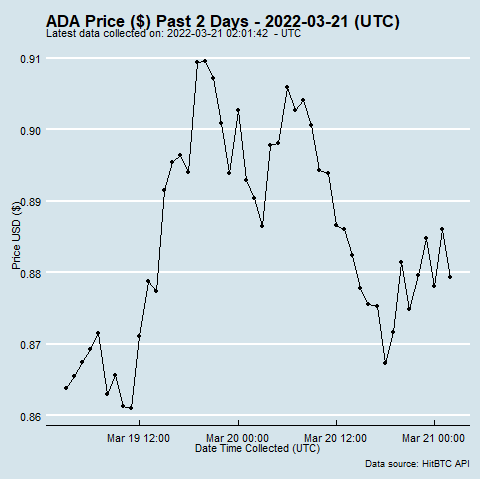 ADA Price ($) Past 2 Days - 2022-03-21 (UTC)
Latest data collected on: 2022-03-21 02:01:42  - UTC
0.91
0.90
0.89
0.88
0.87
0.86
Price USD ($)
Mar 19 12:00
Mar 20 00:00
Mar 20 12:00
Mar 21 00:00
Date Time Collected (UTC)
Data source: HitBTC API